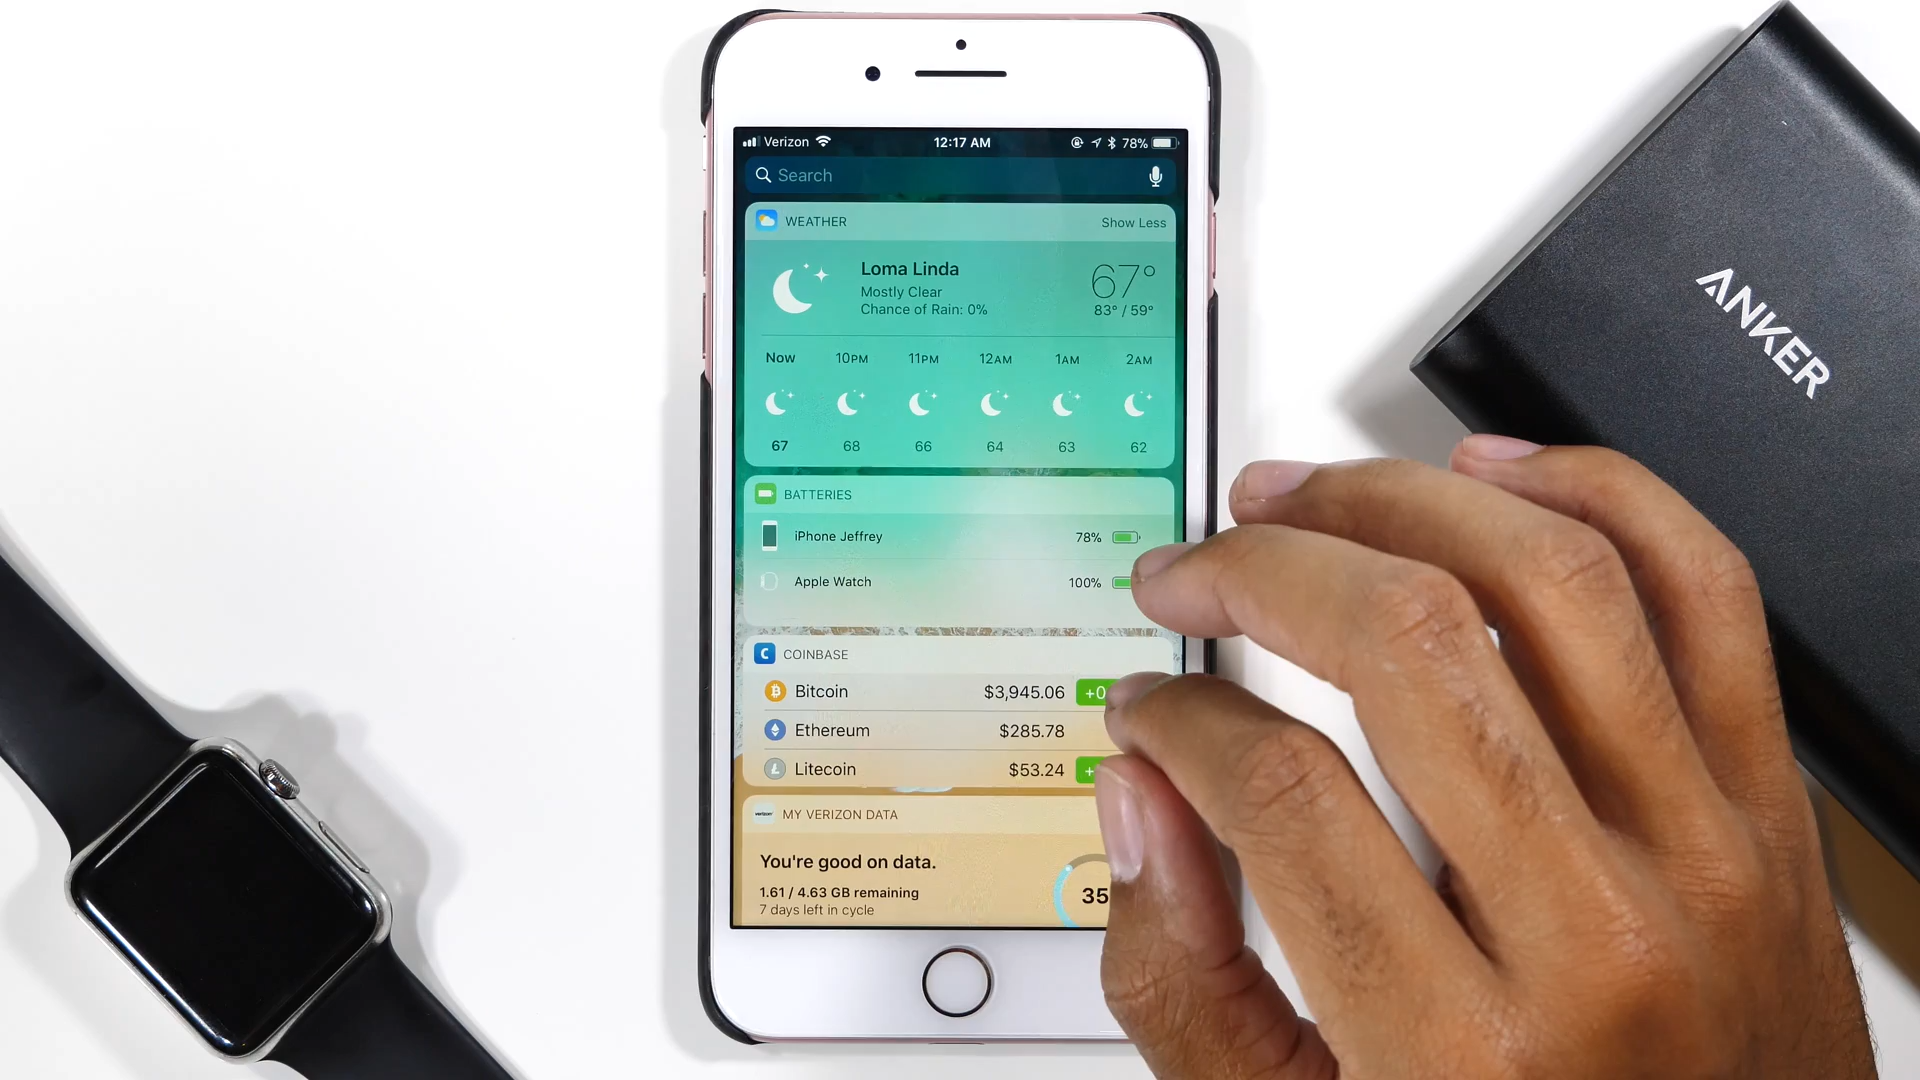 Verizon 12:17 AM 78%
Search
WEATHER Show Less
Loma Linda 67°
Mostly Clear
Chance of Rain: 0% 83° / 59°
Now 10PM 11PM 12AM 1AM 2AM
67 68 66 64 63 62
BATTERIES
iPhone Jeffrey 78%
Apple Watch 100%
C COINBASE
Bitcoin $3,945.06 +0
Ethereum $285.78
Litecoin $53.24 +
verizon MY VERIZON DATA
You're good on data.
1.61 / 4.63 GB remaining 35
7 days left in cycle
ANKER